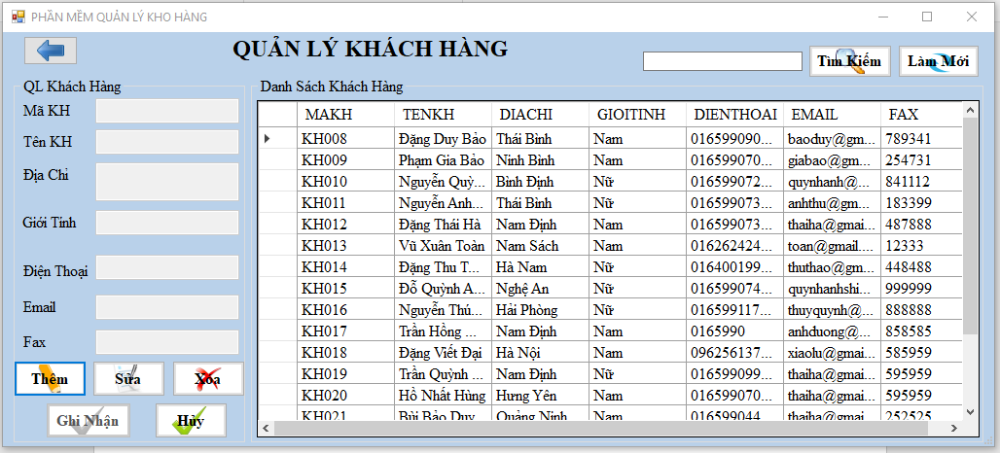 PHẦN MỀM QUẢN LÝ KHO HÀNG
QUẢN LÝ KHÁCH HÀNG
Tìm Kiếm
Làm Mới
QL Khách Hàng
Mã KH
Tên KH
Địa Chỉ
Giới Tính
Điện Thoại
Email
Fax
Thêm
Sửa
Xóa
Ghi Nhận
Hủy
Danh Sách Khách Hàng
MAKH TENKH DIACHI GIOITINH DIENTHOAI EMAIL FAX
KH008 Đặng Duy Bảo Thái Bình Nam 016599090... baoduy@gm... 789341
KH009 Phạm Gia Bảo Ninh Bình Nam 016599070... giabao@gm... 254731
KH010 Nguyễn Quỳ... Bình Định Nữ 016599072... quynhanh@... 841112
KH011 Nguyễn Anh... Thái Bình Nữ 016599073... anhthu@gm... 183399
KH012 Đặng Thái Hà Nam Định Nam 016599073... thaiha@gmai... 487888
KH013 Vũ Xuân Toàn Nam Sách Nam 016262424... toan@gmail.... 12333
KH014 Đặng Thu T... Hà Nam Nữ 016400199... thuthao@gm... 448488
KH015 Đỗ Quỳnh A... Nghệ An Nữ 016599074... quynhanhshi... 999999
KH016 Nguyễn Thú... Hải Phòng Nữ 016599117... thuyquynh@... 888888
KH017 Trần Hồng ... Nam Định Nam 0165990 anhduong@... 858585
KH018 Đặng Viết Đại Hà Nội Nam 096256137... xiaolu@gmai... 585959
KH019 Trần Quỳnh ... Nam Định Nữ 016599099... thaiha@gmai... 595959
KH020 Hồ Nhất Hùng Hưng Yên Nam 016599070... thaiha@gmai... 595959
KH021 Bùi Bảo Duy Quảng Ninh Nam 016599044... thaiha@gmai... 252525